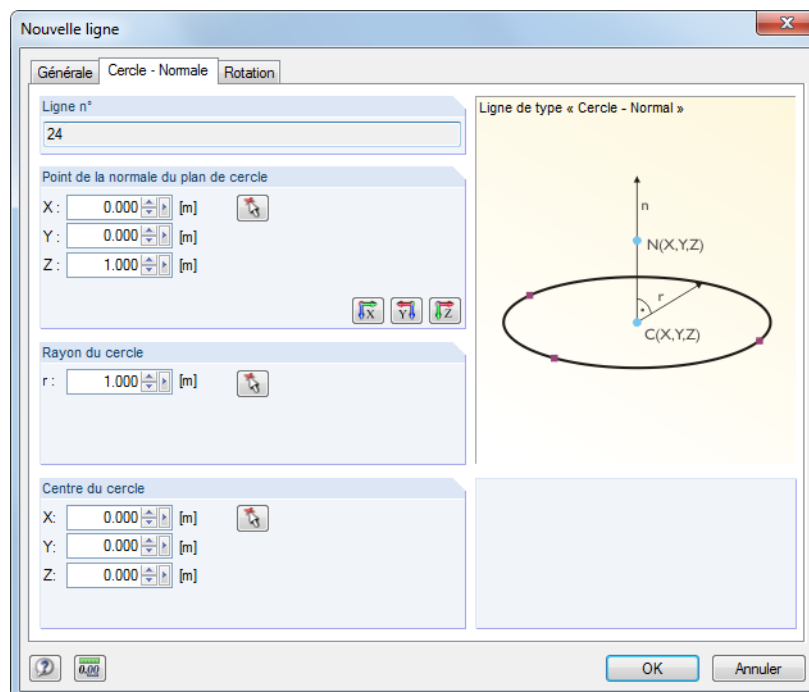 Nouvelle ligne
Générale
Cercle - Normale
Rotation
Ligne n°
24
Point de la normale du plan de cercle
X : 0.000 [m]
Y : 0.000 [m]
Z : 1.000 [m]
X
Y
Z
Rayon du cercle
r : 1.000 [m]
Centre du cercle
X: 0.000 [m]
Y: 0.000 [m]
Z: 0.000 [m]
Ligne de type « Cercle - Normal »
n
N(X,Y,Z)
r
C(X,Y,Z)
?
0.00
OK
Annuler